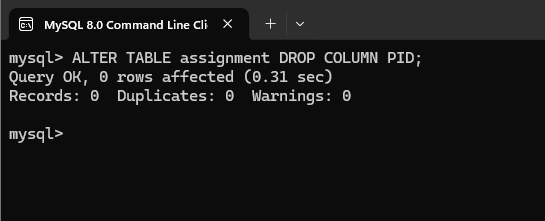 MySQL 8.0 Command Line Cli
mysql> ALTER TABLE assignment DROP COLUMN PID;
Query OK, 0 rows affected (0.31 sec)
Records: 0  Duplicates: 0  Warnings: 0
mysql>